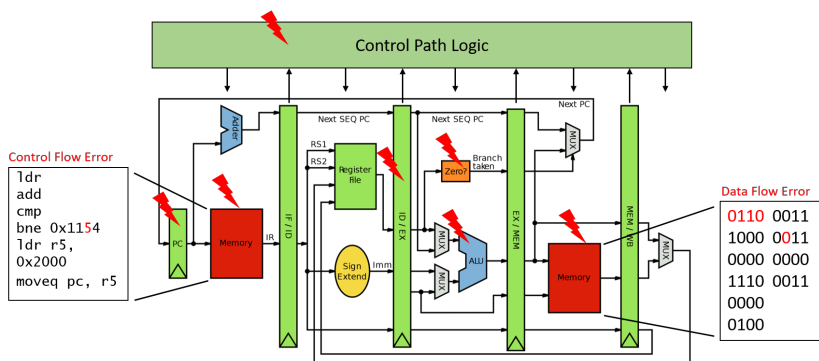 Control Path Logic
Next PC
Next SEQ PC
Next SEQ PC
Adder
MUX
RS1
RS2
Register
File
Zero?
Branch
taken
Control Flow Error
ldr
add
cmp
bne 0x1154
ldr r5,
0x2000
moveq pc, r5
PC
Memory
IR
IF / ID
Sign
Extend
Imm
ID / EX
MUX
MUX
ALU
EX / MEM
Memory
MEM / WB
MUX
Data Flow Error
0110 0011
1000 0011
0000 0000
1110 0011
0000
0100